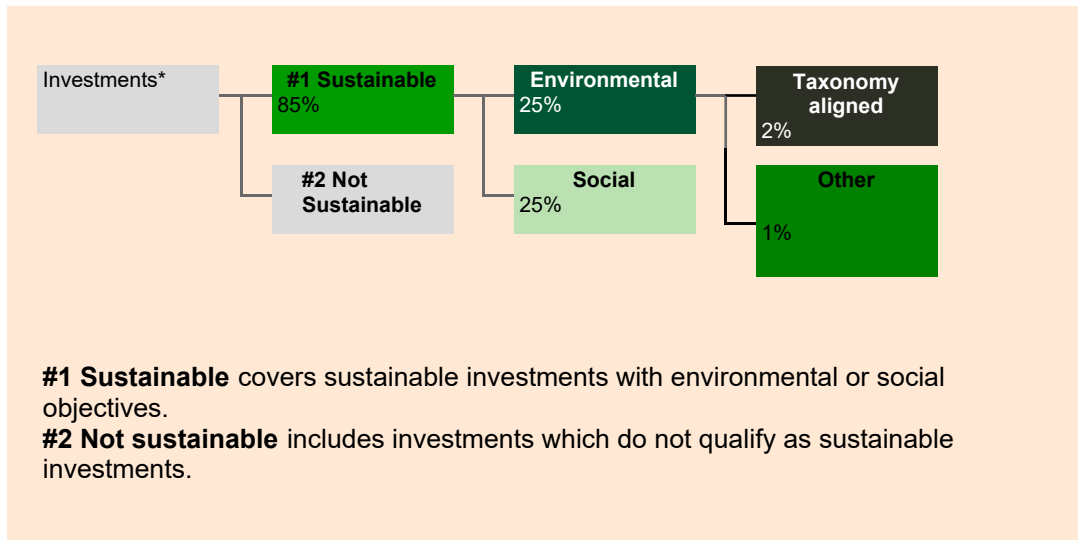 Investments*
#1 Sustainable
85%
Environmental
25%
Taxonomy
aligned
2%
#2 Not
Sustainable
Social
25%
Other
1%
#1 Sustainable covers sustainable investments with environmental or social
objectives.
#2 Not sustainable includes investments which do not qualify as sustainable
investments.